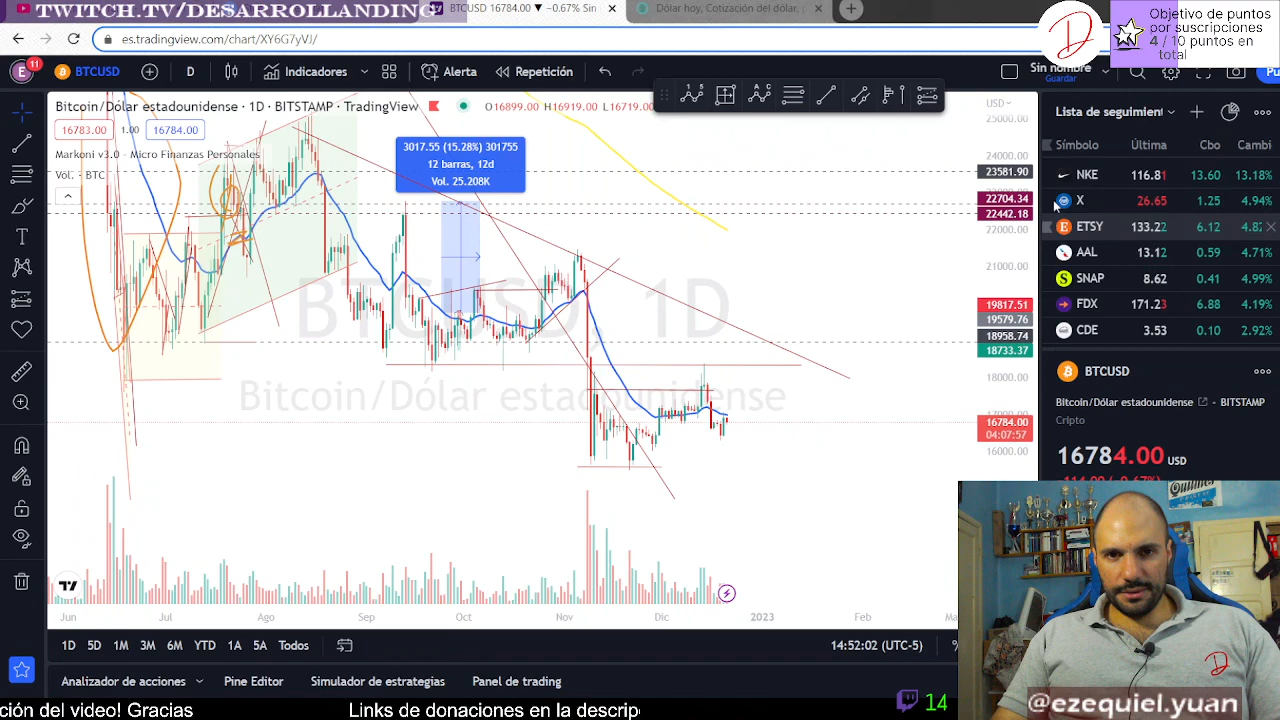 TWITCH.TV/DESARROLLANDING
BTCUSD 16784.00 ▼ −0.67% Sin
Dólar hoy, Cotización del dólar,
Objetivo de puntos
por suscripciones
4 / 10 puntos en
total
es.tradingview.com/chart/XY6G7yVJ/
E 11
BTCUSD
D
Indicadores
Alerta
Repetición
Sin nombre
Guardar
Bitcoin/Dólar estadounidense · 1D · BITSTAMP · TradingView
O16899.00 H16919.00 L16719.00
USD
16783.00 1.00 16784.00
Markoni v3.0 - Micro Finanzas Personales
Vol. · BTC
3017.55 (15.28%) 301755
12 barras, 12d
Vol. 25.208K
BTCUSD, 1D
Bitcoin/Dólar estadounidense
25000.00
24000.00
23581.90
22704.34
22442.18
22000.00
21000.00
19817.51
19579.76
18958.74
18733.37
18000.00
17000.00
16784.00
04:07:57
16000.00
Jun Jul Ago Sep Oct Nov Dic 2023 Feb
1D 5D 1M 3M 6M YTD 1A 5A Todos
14:52:02 (UTC-5)
%
Analizador de acciones
Pine Editor
Simulador de estrategias
Panel de trading
Lista de seguimien
Símbolo Última Cbo Cambi
NKE 116.81 13.60 13.18%
X 26.65 1.25 4.94%
ETSY 133.22 6.12 4.82
AAL 13.12 0.59 4.71%
SNAP 8.62 0.41 4.99%
FDX 171.23 6.88 4.19%
CDE 3.53 0.10 2.92%
BTCUSD
Bitcoin/Dólar estadounidense · BITSTAMP
Cripto
16784.00 USD
ción del video! Gracias
Links de donaciones en la descrip
14
@ezequiel.yuan